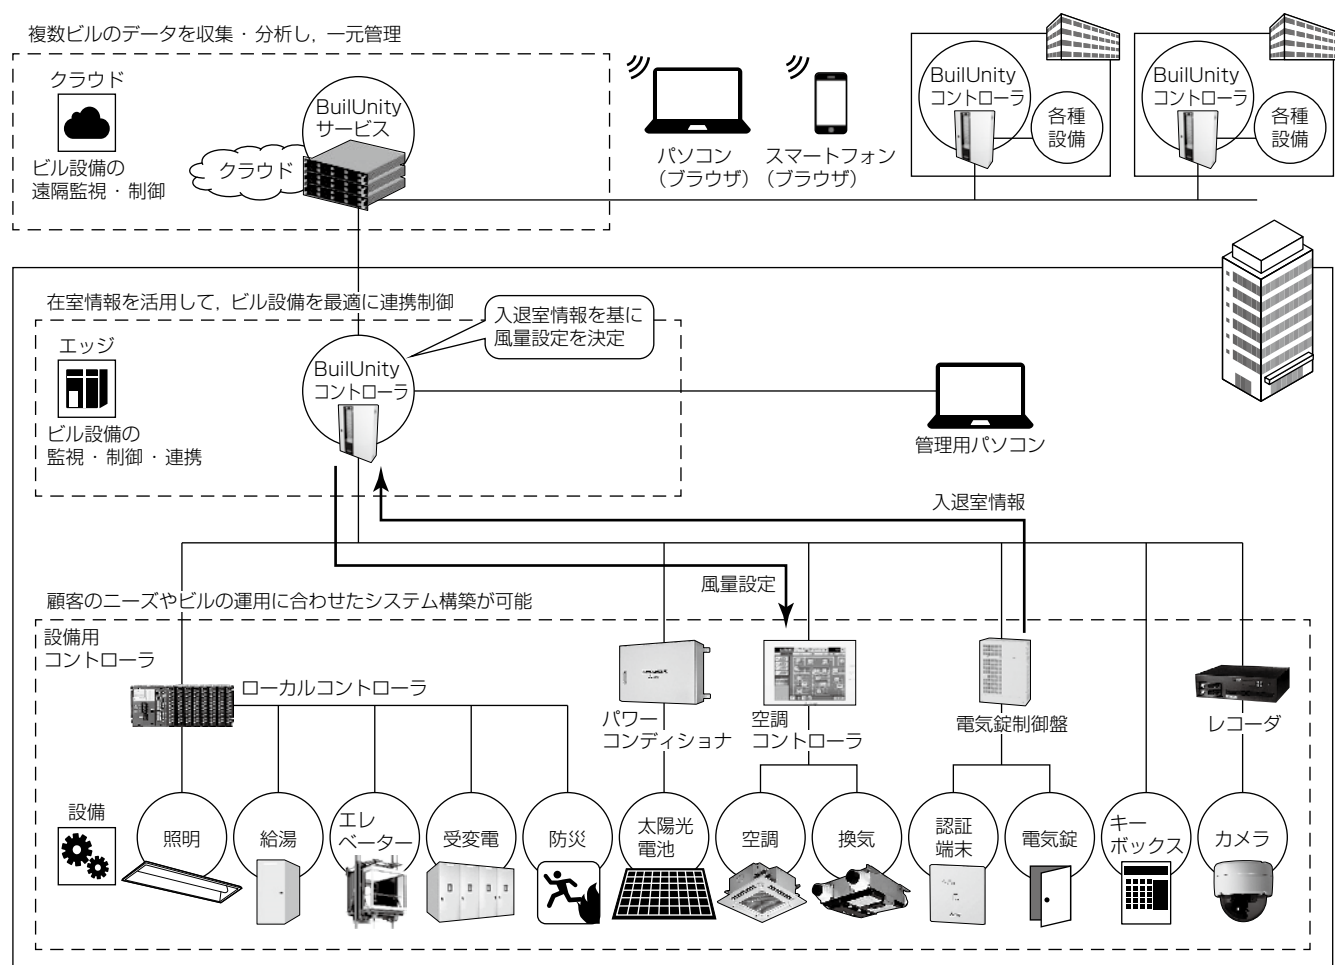 複数ビルのデータを収集・分析し，一元管理
クラウド
ビル設備の
遠隔監視・制御
BuilUnity
サービス
クラウド
パソコン
（ブラウザ）
スマートフォン
（ブラウザ）
BuilUnity
コントローラ
各種
設備
BuilUnity
コントローラ
各種
設備
在室情報を活用して，ビル設備を最適に連携制御
エッジ
ビル設備の
監視・制御・連携
BuilUnity
コントローラ
入退室情報を基に
風量設定を決定
管理用パソコン
入退室情報
風量設定
顧客のニーズやビルの運用に合わせたシステム構築が可能
設備用
コントローラ
ローカルコントローラ
パワー
コンディショナ
空調
コントローラ
電気錠制御盤
レコーダ
設備
照明
給湯
エレ
ベーター
受変電
防災
太陽光
電池
空調
換気
認証
端末
電気錠
キー
ボックス
カメラ